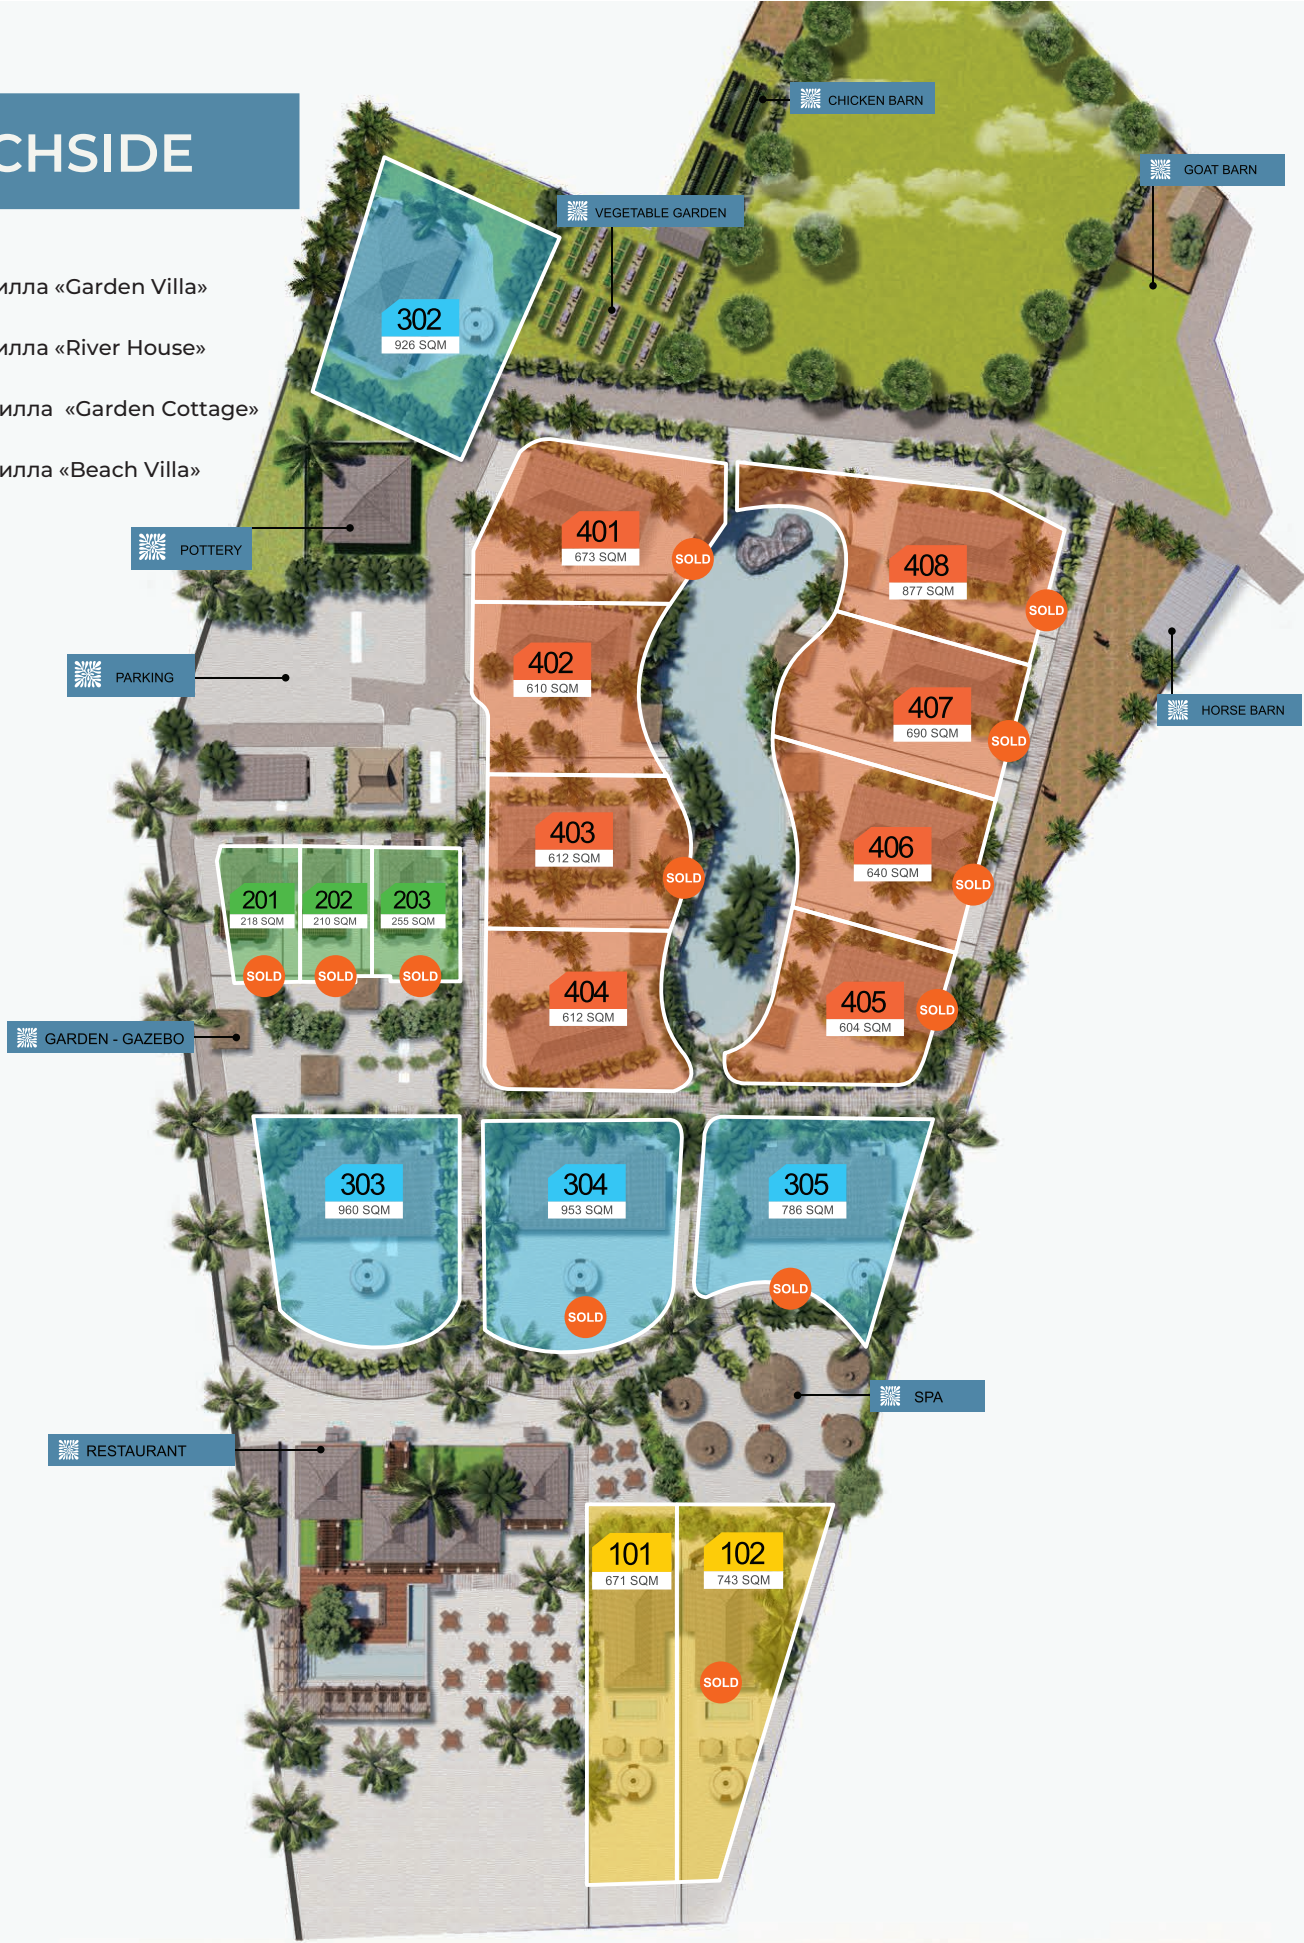 CHICKEN BARN
CHSIDE
GOAT BARN
VEGETABLE GARDEN
илла «Garden Villa»
302
926 SQM
илла «River House»
илла «Garden Cottage»
илла «Beach Villa»
401
673 SQM
SOLD
POTTERY
408
877 SQM
SOLD
402
610 SQM
PARKING
407
690 SQM
SOLD
HORSE BARN
403
612 SQM
SOLD
406
640 SQM
SOLD
201
218 SQM
SOLD
202
210 SQM
SOLD
203
255 SQM
SOLD
404
612 SQM
405
604 SQM
SOLD
GARDEN - GAZEBO
303
960 SQM
304
953 SQM
SOLD
305
786 SQM
SOLD
SPA
RESTAURANT
101
671 SQM
102
743 SQM
SOLD